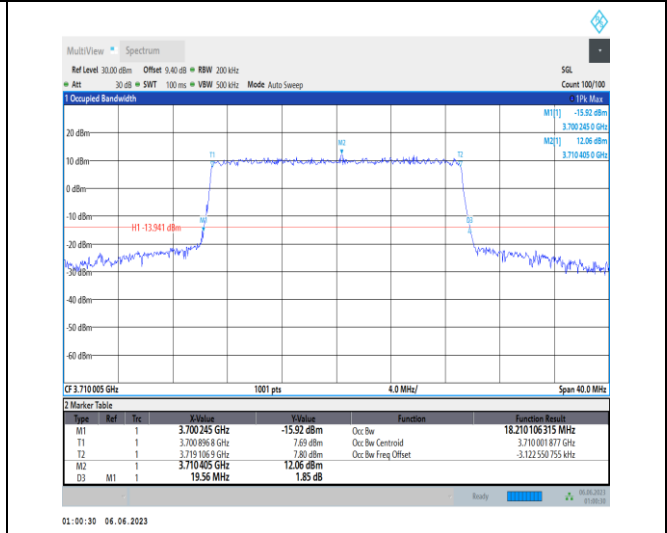 MultiView Spectrum
Ref Level 30.00 dBm Offset 9.40 dB RBW 200 kHz SGL
Att 30 dB SWT 100 ms VBW 500 kHz Mode Auto Sweep Count 100/100
1 Occupied Bandwidth 1Pk Max
M1[1] -15.92 dBm
3.700 245 0 GHz
M2[1] 12.06 dBm
3.710 405 0 GHz
20 dBm
M2
T1 T2
10 dBm
0 dBm
-10 dBm
M1 D3
H1 -13.941 dBm
-20 dBm
-30 dBm
-40 dBm
-50 dBm
-60 dBm
CF 3.710 005 GHz 1001 pts 4.0 MHz/ Span 40.0 MHz
2 Marker Table
Type Ref Trc X-Value Y-Value Function Function Result
M1 1 3.700 245 GHz -15.92 dBm Occ Bw 18.210 106 315 MHz
T1 1 3.700 896 8 GHz 7.69 dBm Occ Bw Centroid 3.710 001 877 GHz
T2 1 3.719 106 9 GHz 7.80 dBm Occ Bw Freq Offset -3.122 550 755 kHz
M2 1 3.710 405 GHz 12.06 dBm
D3 M1 1 19.56 MHz 1.85 dB
Ready 06.06.2023
01:00:30
01:00:30 06.06.2023